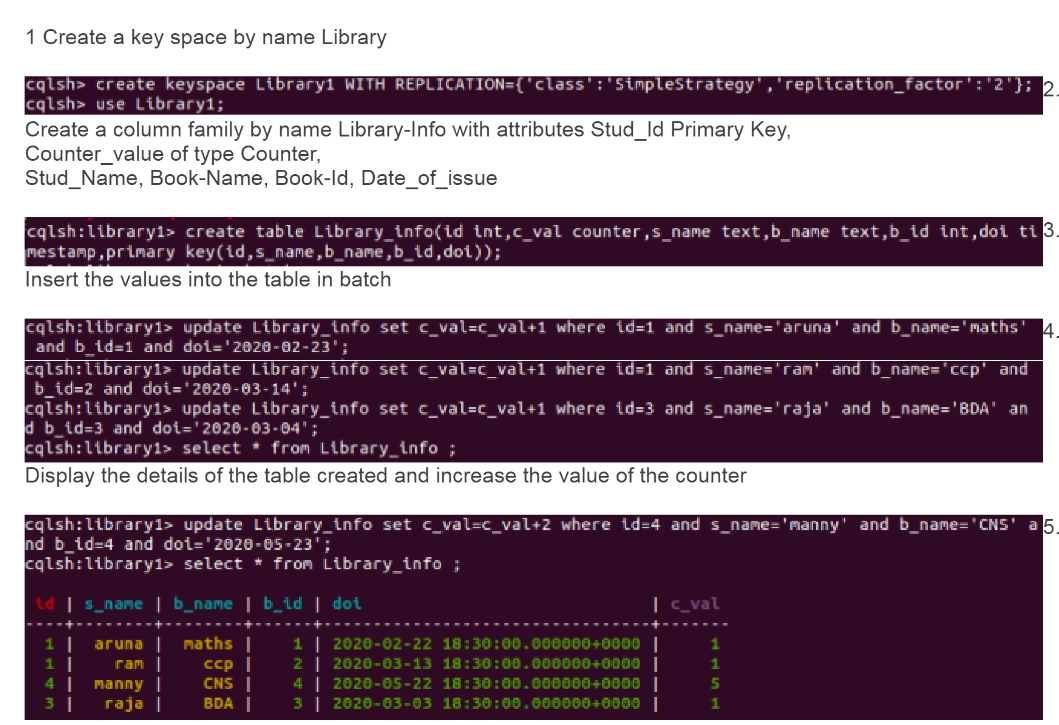 1 Create a key space by name Library
cqlsh> create keyspace Library1 WITH REPLICATION={'class':'SimpleStrategy','replication_factor':'2'};
cqlsh> use Library1;
2.
Create a column family by name Library-Info with attributes Stud_Id Primary Key,
Counter_value of type Counter,
Stud_Name, Book-Name, Book-Id, Date_of_issue
cqlsh:library1> create table Library_info(id int,c_val counter,s_name text,b_name text,b_id int,doi ti
mestamp,primary key(id,s_name,b_name,b_id,doi));
3.
Insert the values into the table in batch
cqlsh:library1> update Library_info set c_val=c_val+1 where id=1 and s_name='aruna' and b_name='maths'
and b_id=1 and doi='2020-02-23';
4.
cqlsh:library1> update Library_info set c_val=c_val+1 where id=1 and s_name='ram' and b_name='ccp' and
b_id=2 and doi='2020-03-14';
cqlsh:library1> update Library_info set c_val=c_val+1 where id=3 and s_name='raja' and b_name='BDA' an
d b_id=3 and doi='2020-03-04';
cqlsh:library1> select * from Library_info ;
Display the details of the table created and increase the value of the counter
cqlsh:library1> update Library_info set c_val=c_val+2 where id=4 and s_name='manny' and b_name='CNS' a
nd b_id=4 and doi='2020-05-23';
5.
cqlsh:library1> select * from Library_info ;
id | s_name | b_name | b_id | doi | c_val
----+--------+--------+------+---------------------------------+-------
1 | aruna | maths | 1 | 2020-02-22 18:30:00.000000+0000 | 1
1 | ram | ccp | 2 | 2020-03-13 18:30:00.000000+0000 | 1
4 | manny | CNS | 4 | 2020-05-22 18:30:00.000000+0000 | 5
3 | raja | BDA | 3 | 2020-03-03 18:30:00.000000+0000 | 1